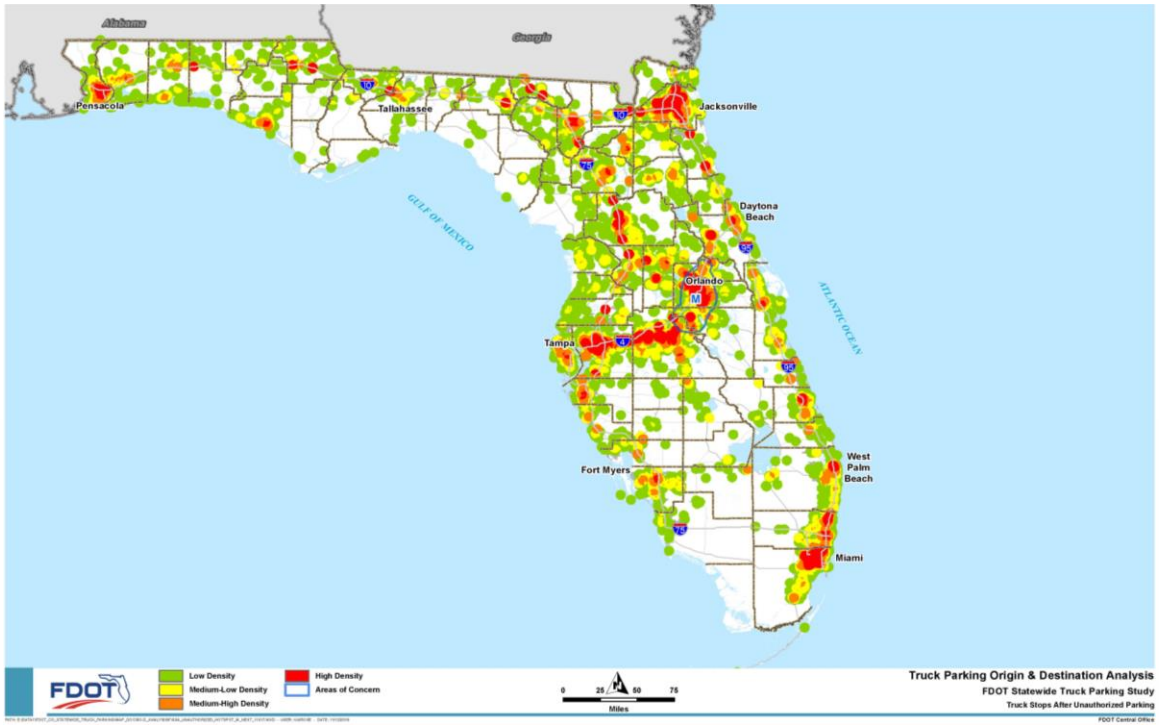 Alabama
Georgia
10
Pensacola
Tallahassee
10
Jacksonville
75
GULF OF MEXICO
Daytona
Beach
95
Orlando
M
ATLANTIC OCEAN
Tampa
4
95
Fort Myers
West
Palm
Beach
75
Miami
FDOT
Low Density
Medium-Low Density
Medium-High Density
High Density
Areas of Concern
0 25 50 75
Miles
Truck Parking Origin & Destination Analysis
FDOT Statewide Truck Parking Study
Truck Stops After Unauthorized Parking
FDOT Central Office